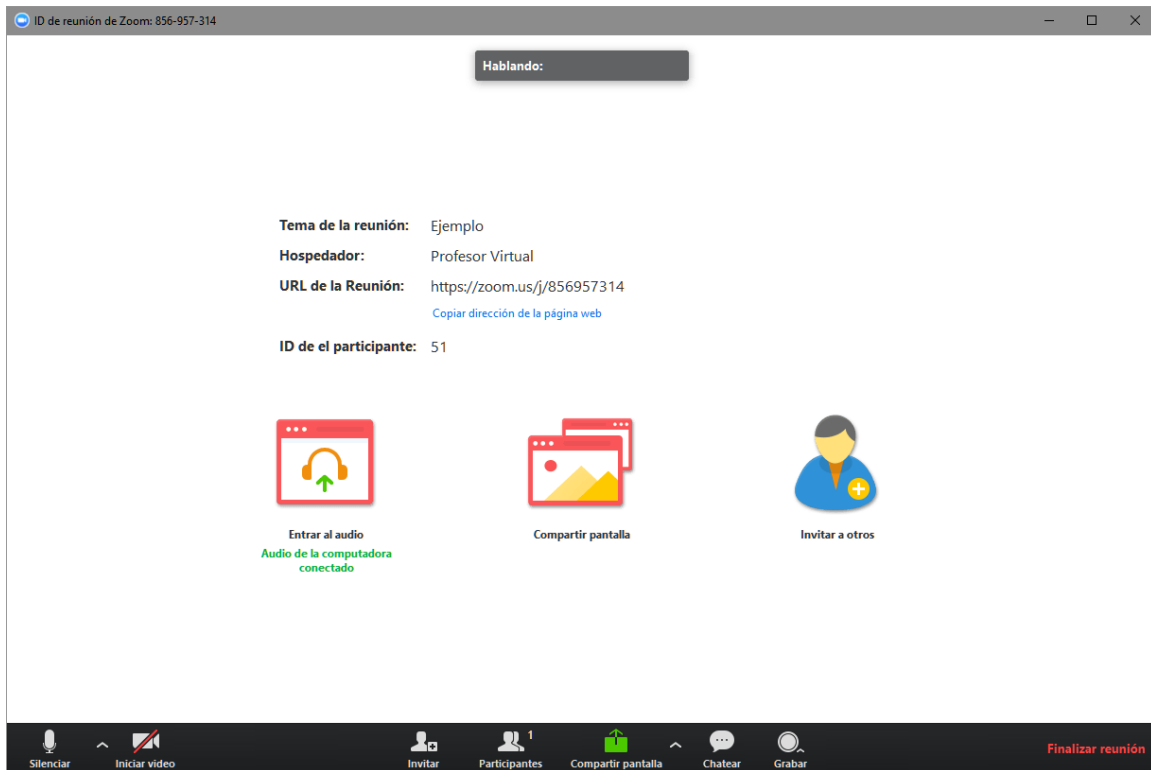 ID de reunión de Zoom: 856-957-314
Hablando:
Tema de la reunión: Ejemplo
Hospedador: Profesor Virtual
URL de la Reunión: https://zoom.us/j/856957314
Copiar dirección de la página web
ID de el participante: 51
Entrar al audio
Audio de la computadora
conectado
Compartir pantalla
Invitar a otros
Silenciar
Iniciar video
Invitar
1
Participantes
Compartir pantalla
Chatear
Grabar
Finalizar reunión